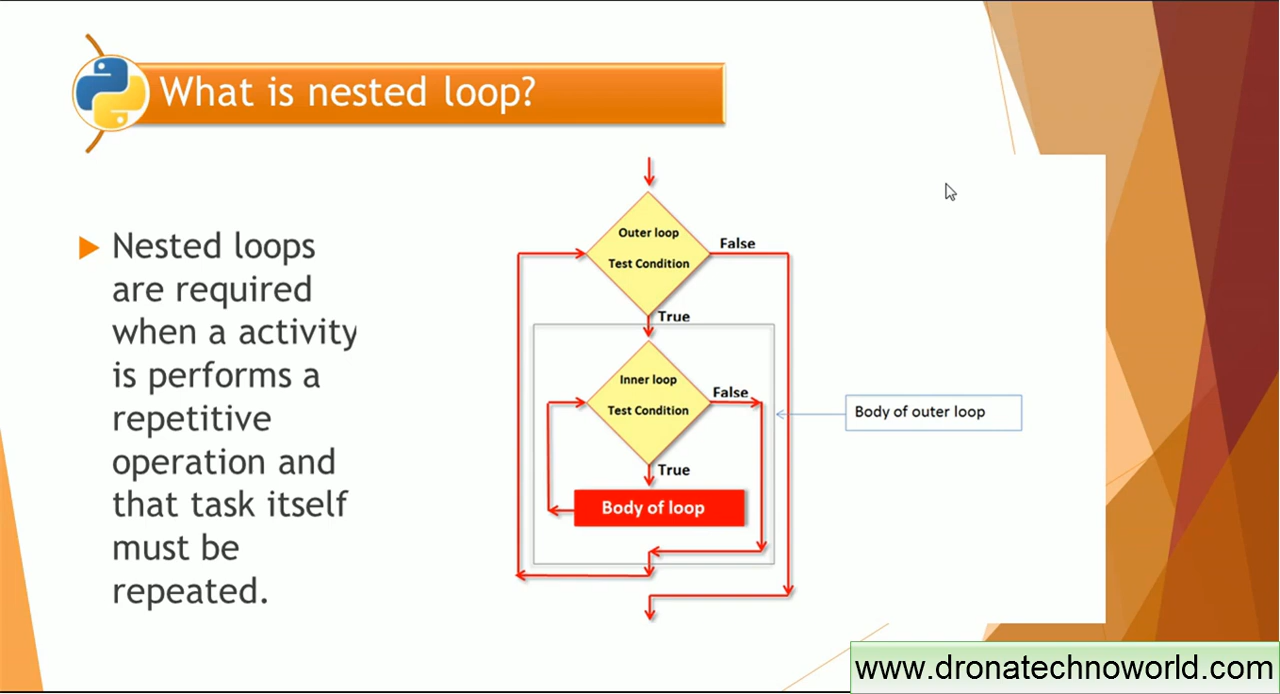 What is nested loop?
Nested loops
are required
when a activity
is performs a
repetitive
operation and
that task itself
must be
repeated.
Outer loop
Test Condition
False
True
Inner loop
Test Condition
False
True
Body of loop
Body of outer loop
www.dronatechnoworld.com